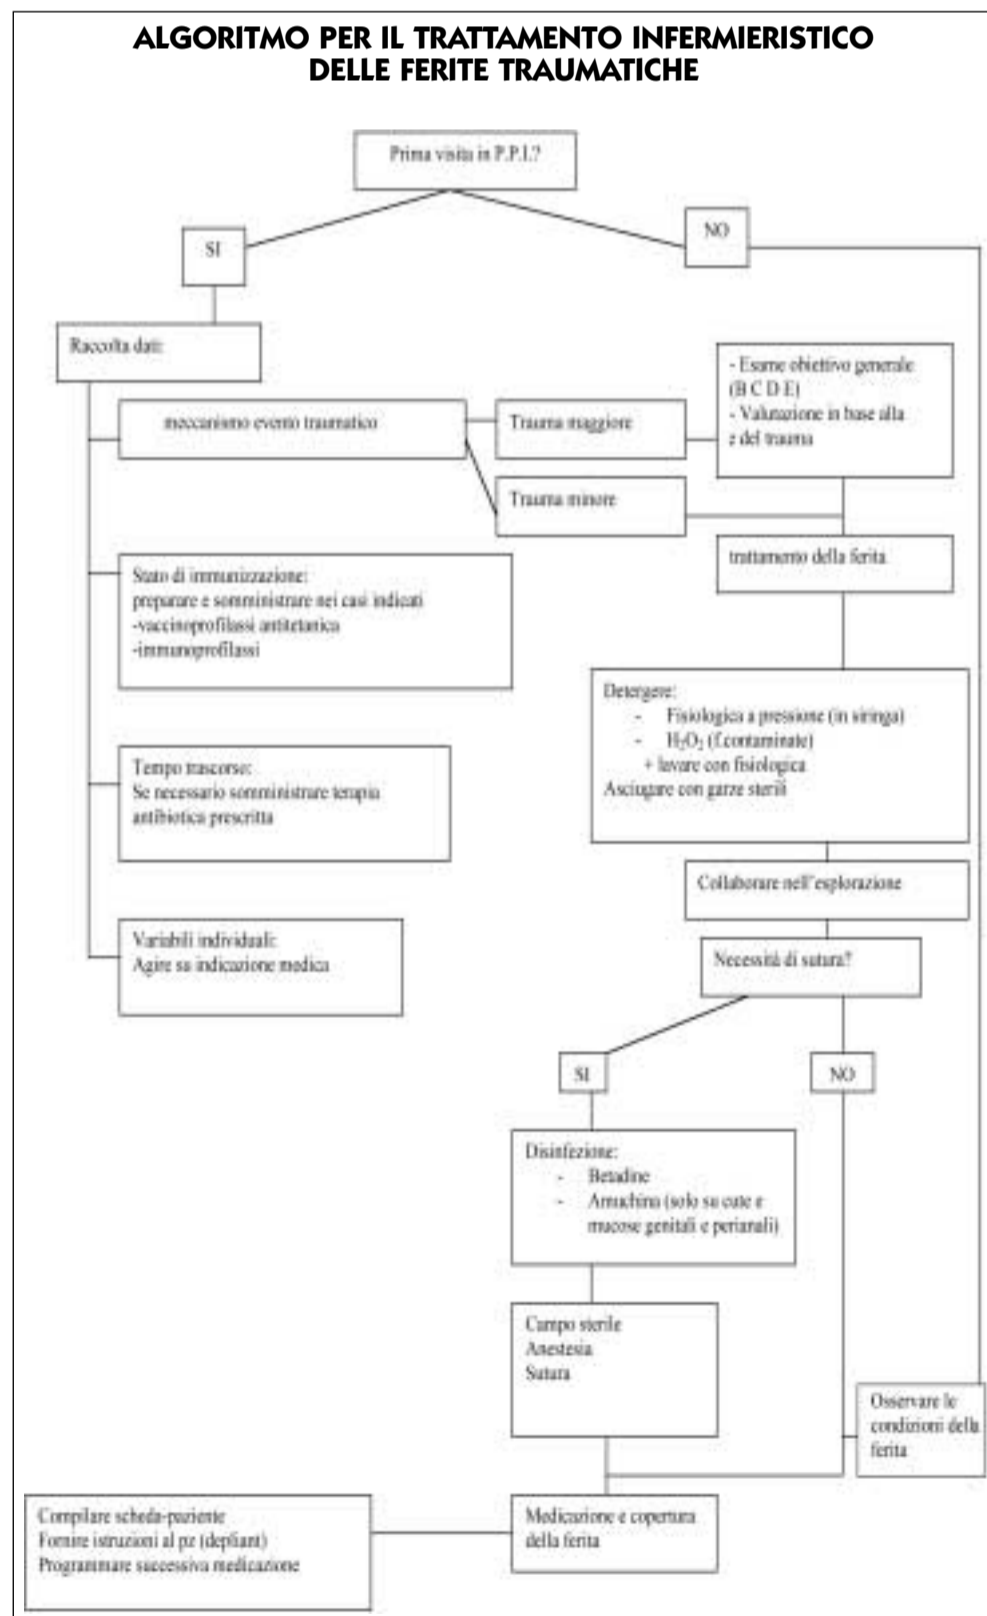 ALGORITMO PER IL TRATTAMENTO INFERMIERISTICO
DELLE FERITE TRAUMATICHE
Prima visita in P.P.I.?
SI
NO
Raccolta dati:
meccanismo evento traumatico
Trauma maggiore
Trauma minore
- Esame obiettivo generale
(B C D E)
- Valutazione in base alla
z del trauma
trattamento della ferita
Stato di immunizzazione:
preparare e somministrare nei casi indicati
-vaccinoprofilassi antitetanica
-immunoprofilassi
Detergere:
- Fisiologica a pressione (in siringa)
- H₂O₂ (f.contaminate)
+ lavare con fisiologica
Asciugare con garze sterili
Tempo trascorso:
Se necessario somministrare terapia
antibiotica prescritta
Collaborare nell'esplorazione
Variabili individuali:
Agire su indicazione medica
Necessità di sutura?
SI
NO
Disinfezione:
- Betadine
- Amuchina (solo su cute e
mucose genitali e perianali)
Campo sterile
Anestesia
Sutura
Osservare le
condizioni della
ferita
Medicazione e copertura
della ferita
Compilare scheda-paziente
Fornire istruzioni al pz (depliant)
Programmare successiva medicazione